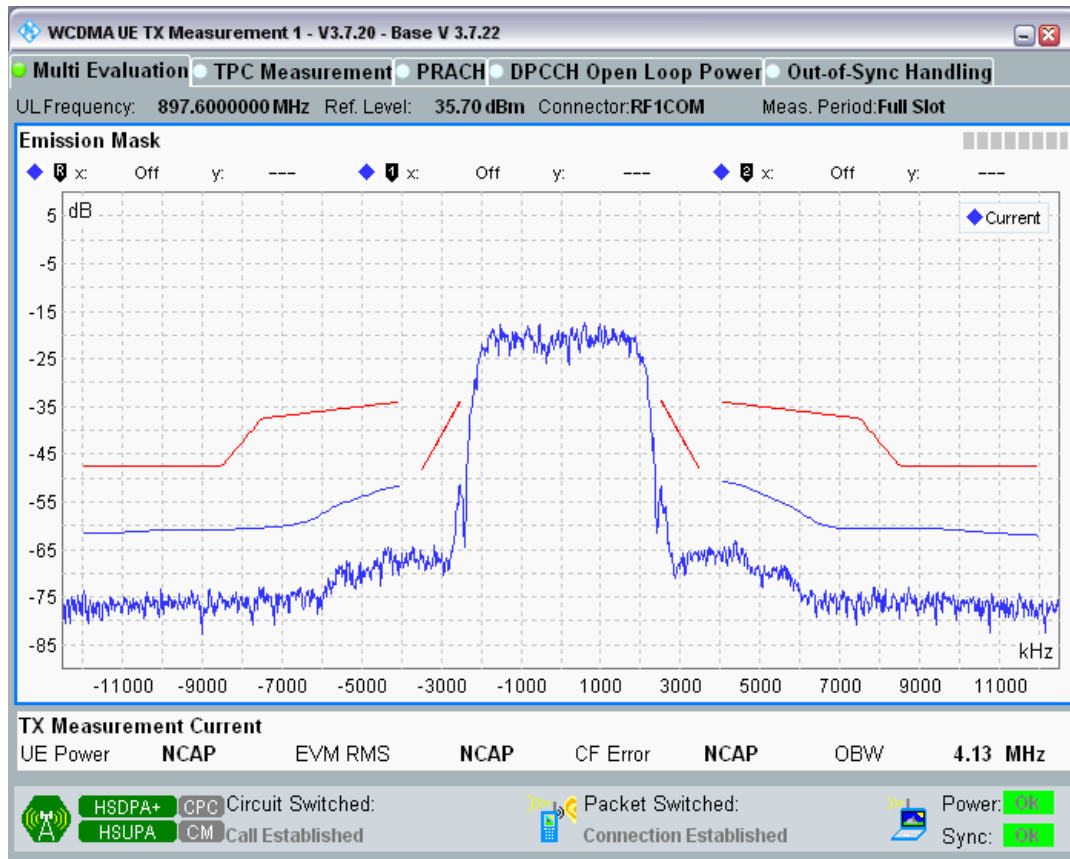 WCDMA UE TX Measurement 1 - V3.7.20 - Base V 3.7.22
Multi Evaluation TPC Measurement PRACH DPCCH Open Loop Power Out-of-Sync Handling
UL Frequency: 897.6000000 MHz Ref. Level: 35.70 dBm Connector: RF1COM Meas. Period: Full Slot
Emission Mask
R x: Off y: --- 1 x: Off y: --- 2 x: Off y: ---
dB
Current
5
-5
-15
-25
-35
-45
-55
-65
-75
-85
kHz
-11000 -9000 -7000 -5000 -3000 -1000 1000 3000 5000 7000 9000 11000
TX Measurement Current
UE Power NCAP EVM RMS NCAP CF Error NCAP OBW 4.13 MHz
HSDPA+ CPC Circuit Switched: Packet Switched: Power: Ok
HSUPA CM Call Established Connection Established Sync: Ok